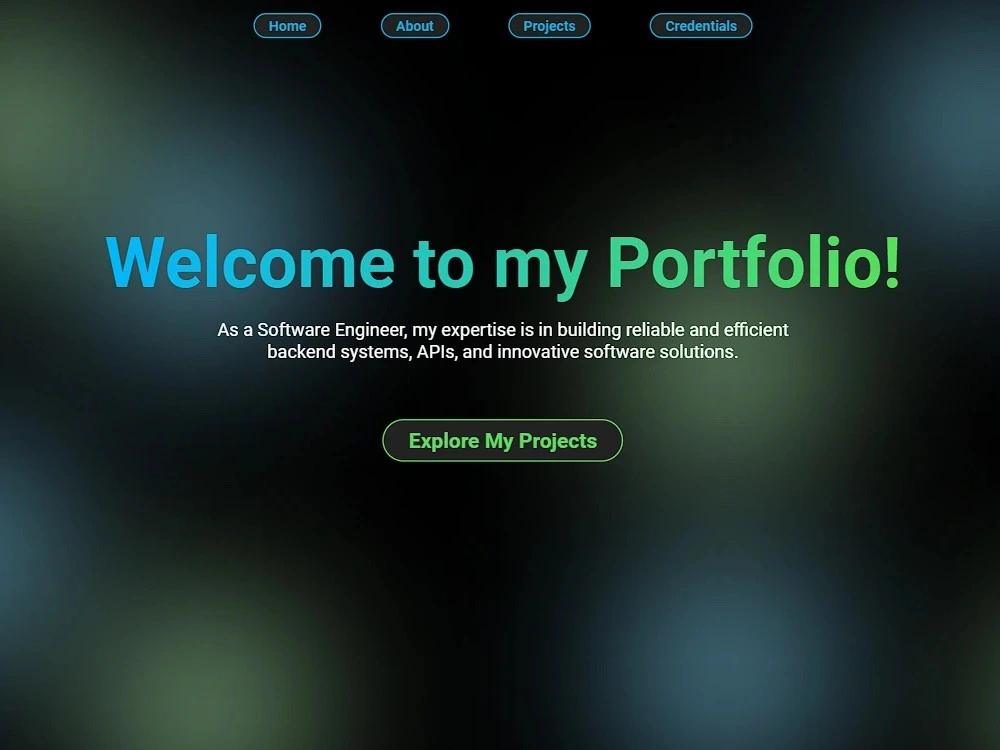 Home
About
Projects
Credentials
Welcome to my Portfolio!
As a Software Engineer, my expertise is in building reliable and efficient
backend systems, APIs, and innovative software solutions.
Explore My Projects